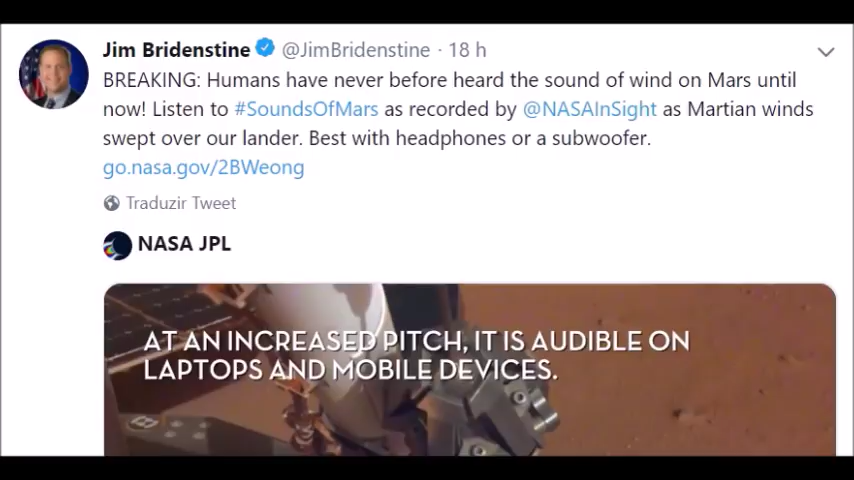 Jim Bridenstine @JimBridenstine · 18 h
BREAKING: Humans have never before heard the sound of wind on Mars until
now! Listen to #SoundsOfMars as recorded by @NASAInSight as Martian winds
swept over our lander. Best with headphones or a subwoofer.
go.nasa.gov/2BWeong
Traduzir Tweet
NASA JPL
AT AN INCREASED PITCH, IT IS AUDIBLE ON
LAPTOPS AND MOBILE DEVICES.